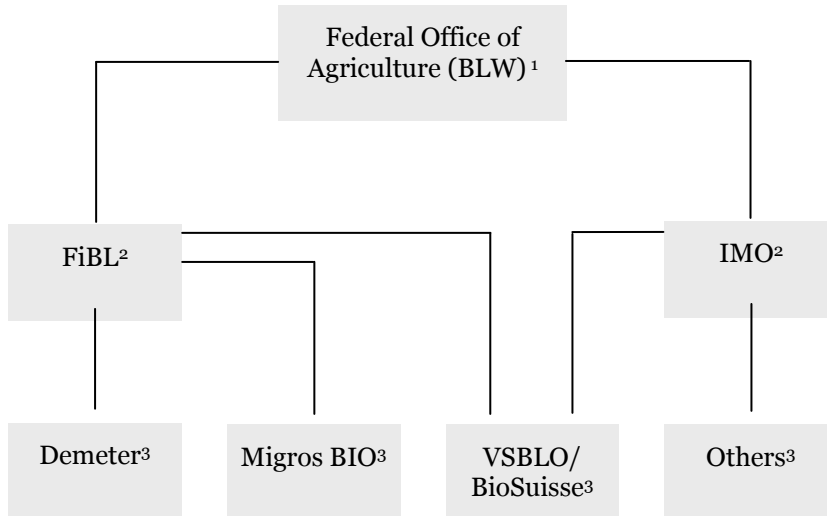 Federal Office of
Agriculture (BLW) ¹
FiBL²
IMO²
Demeter³
Migros BIO³
VSBLO/
BioSuisse³
Others³